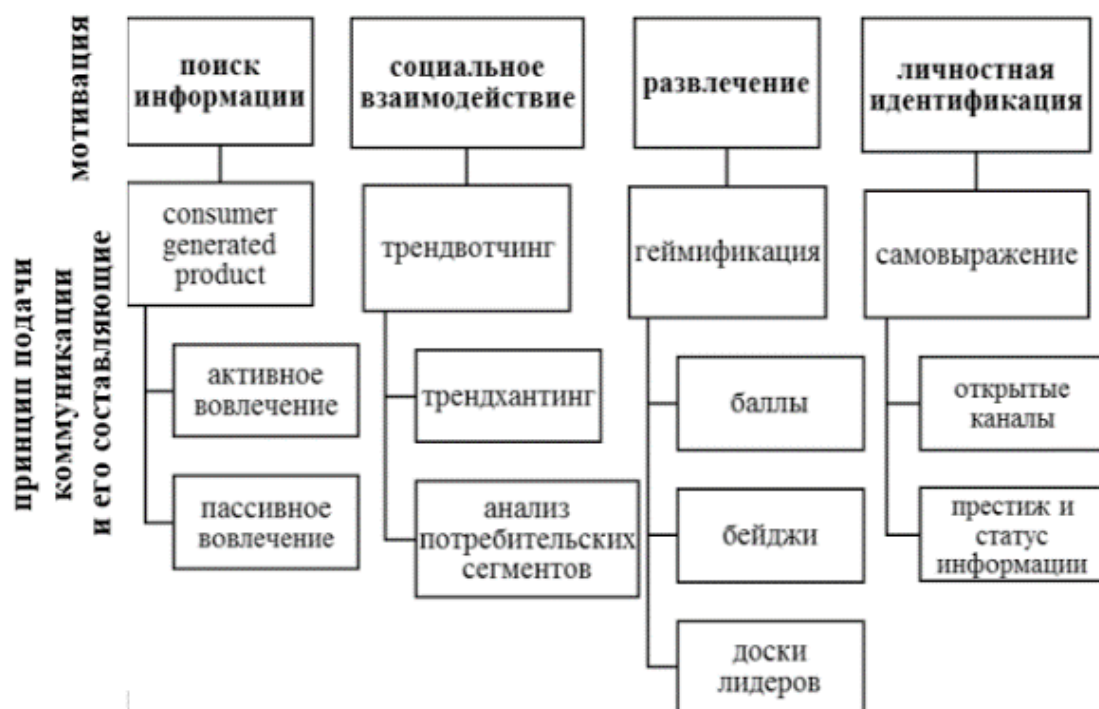 мотивация
поиск
информации
социальное
взаимодействие
развлечение
личностная
идентификация
принцип подачи
коммуникации
и его составляющие
consumer
generated
product
трендвотчинг
геймификация
самовыражение
активное
вовлечение
трендхантинг
баллы
открытые
каналы
пассивное
вовлечение
анализ
потребительских
сегментов
бейджи
престиж и
статус
информации
доски
лидеров